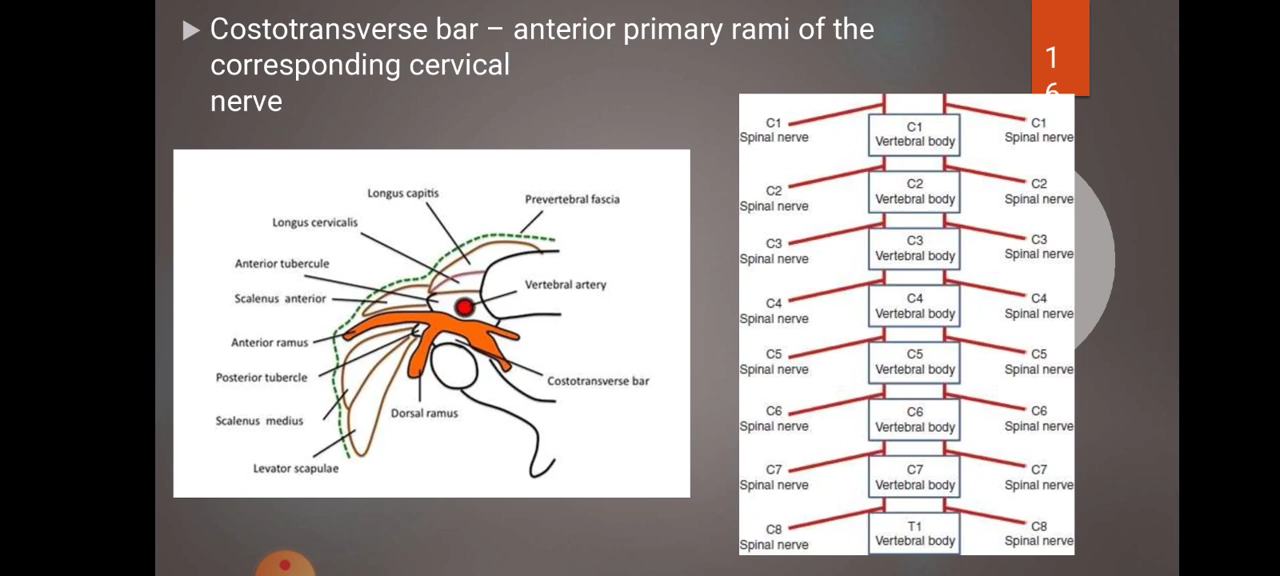 Costotransverse bar – anterior primary rami of the
corresponding cervical
nerve
1
6
Longus capitis
Prevertebral fascia
Longus cervicalis
Anterior tubercule
Vertebral artery
Scalenus anterior
Anterior ramus
Posterior tubercle
Costotransverse bar
Dorsal ramus
Scalenus medius
Levator scapulae
C1
Spinal nerve
C1
Vertebral body
C1
Spinal nerve
C2
Spinal nerve
C2
Vertebral body
C2
Spinal nerve
C3
Spinal nerve
C3
Vertebral body
C3
Spinal nerve
C4
Spinal nerve
C4
Vertebral body
C4
Spinal nerve
C5
Spinal nerve
C5
Vertebral body
C5
Spinal nerve
C6
Spinal nerve
C6
Vertebral body
C6
Spinal nerve
C7
Spinal nerve
C7
Vertebral body
C7
Spinal nerve
C8
Spinal nerve
T1
Vertebral body
C8
Spinal nerve